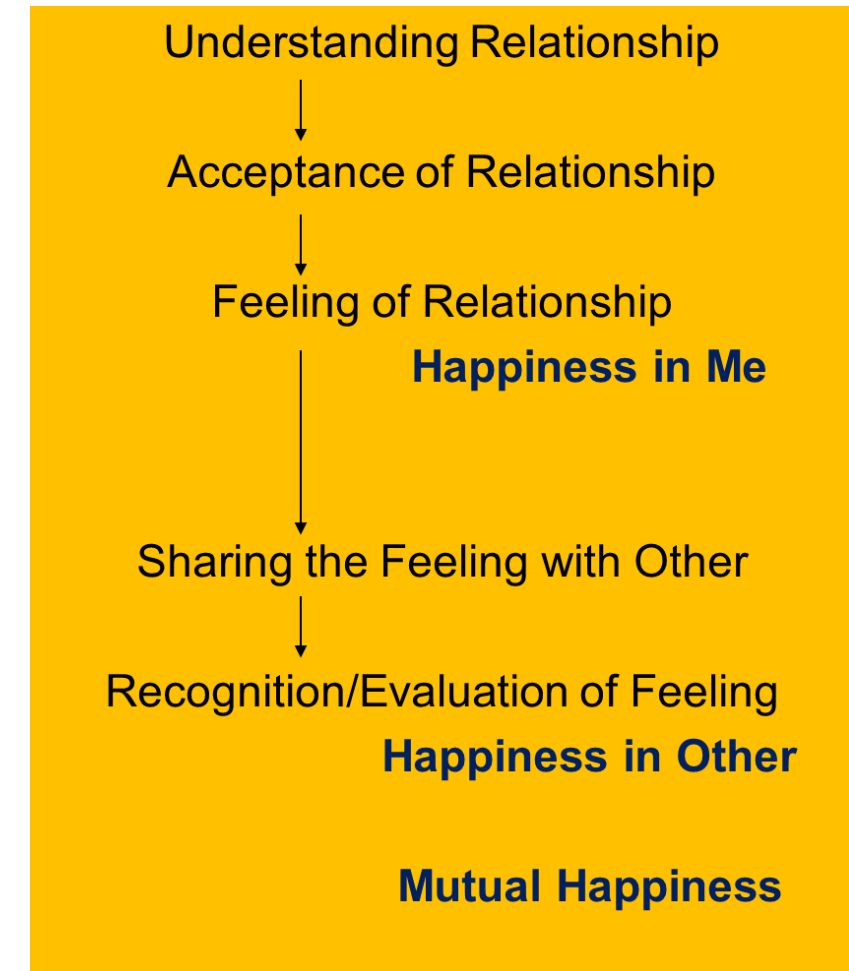 Understanding Relationship
Acceptance of Relationship
Feeling of Relationship
Happiness in Me
Sharing the Feeling with Other
Recognition/Evaluation of Feeling
Happiness in Other
Mutual Happiness